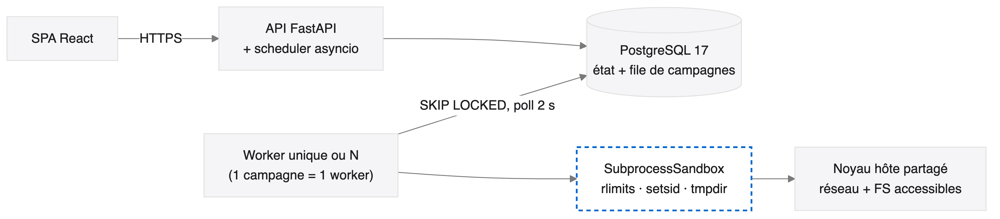 SPA React
HTTPS
API FastAPI
+ scheduler asyncio
PostgreSQL 17
état + file de campagnes
SKIP LOCKED, poll 2 s
Worker unique ou N
(1 campagne = 1 worker)
SubprocessSandbox
rlimits · setsid · tmpdir
Noyau hôte partagé
réseau + FS accessibles